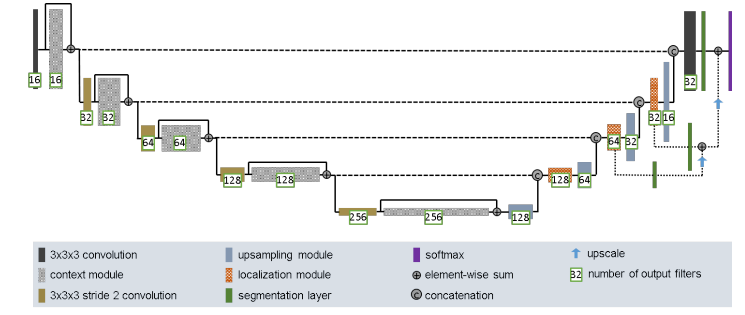 16 16 32
32 32 32 16
64 64 64 32
128 128 128 64
256 256 128
3x3x3 convolution upsampling module softmax upscale
context module localization module element-wise sum 32 number of output filters
3x3x3 stride 2 convolution segmentation layer C concatenation